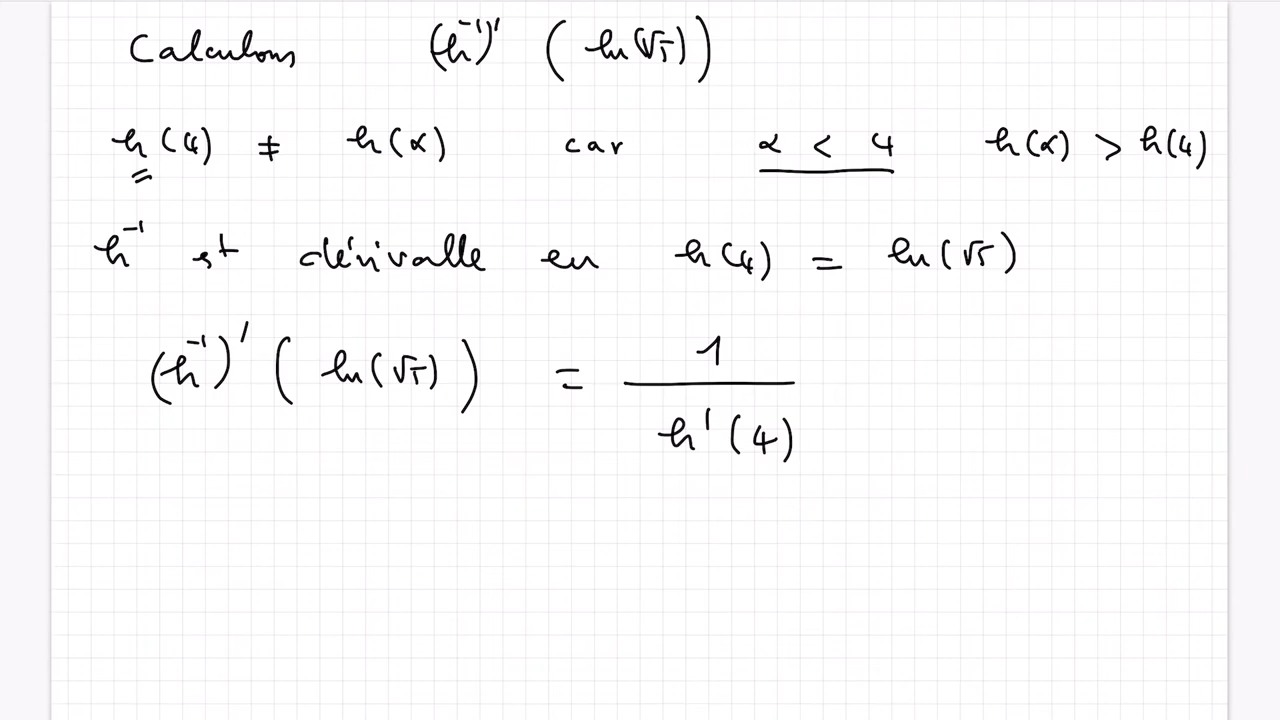 Calculons (h⁻¹)' ( ln(√5) )
h(4) ≠ h(α) car α < 4 h(α) > h(4)
h⁻¹ est dérivable en h(4) = ln(√5)
(h⁻¹)' ( ln(√5) ) = 1 / h'(4)